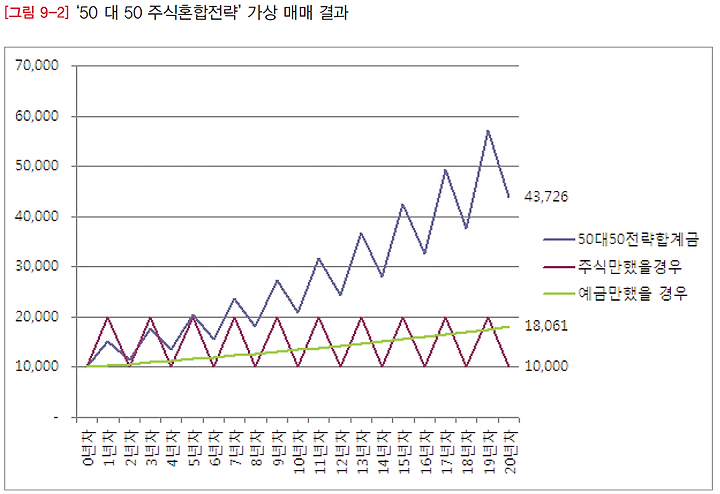 [그림 9-2] ‘50 대 50 주식혼합전략’ 가상 매매 결과
70,000
60,000
50,000
40,000
30,000
20,000
10,000
-
43,726
18,061
10,000
50대50전략합계금
주식만했을경우
예금만했을 경우
0년차
1년차
2년차
3년차
4년차
5년차
6년차
7년차
8년차
9년차
10년차
11년차
12년차
13년차
14년차
15년차
16년차
17년차
18년차
19년차
20년차